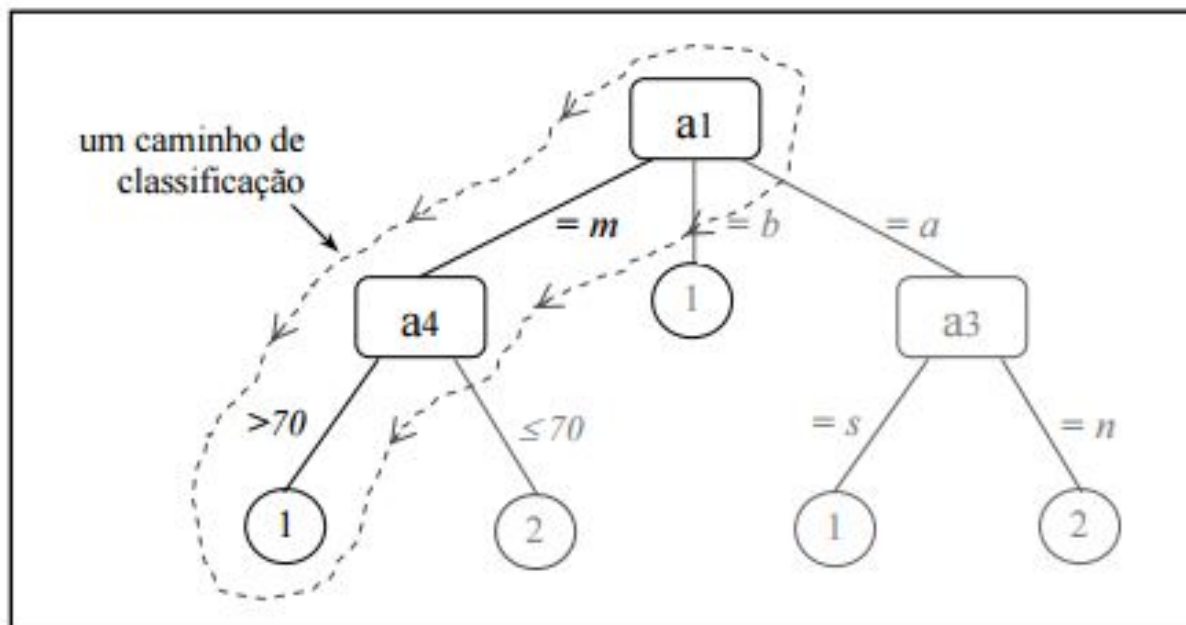 a1
um caminho de
classificação
= m
= b
= a
a4
1
a3
>70
≤ 70
= s
= n
1
2
1
2